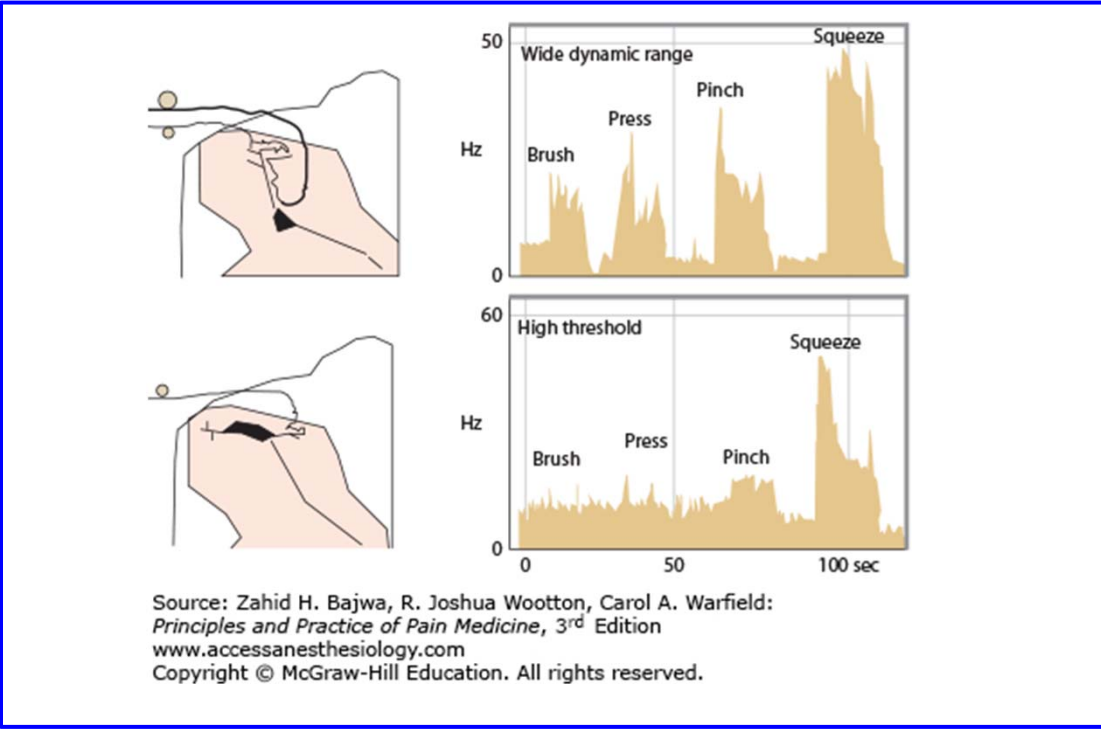 50
Squeeze
Wide dynamic range
Pinch
Press
Hz
Brush
0
60
High threshold
Squeeze
Hz
Press
Brush
Pinch
0
0 50 100 sec
Source: Zahid H. Bajwa, R. Joshua Wootton, Carol A. Warfield:
Principles and Practice of Pain Medicine, 3rd Edition
www.accessanesthesiology.com
Copyright © McGraw-Hill Education. All rights reserved.